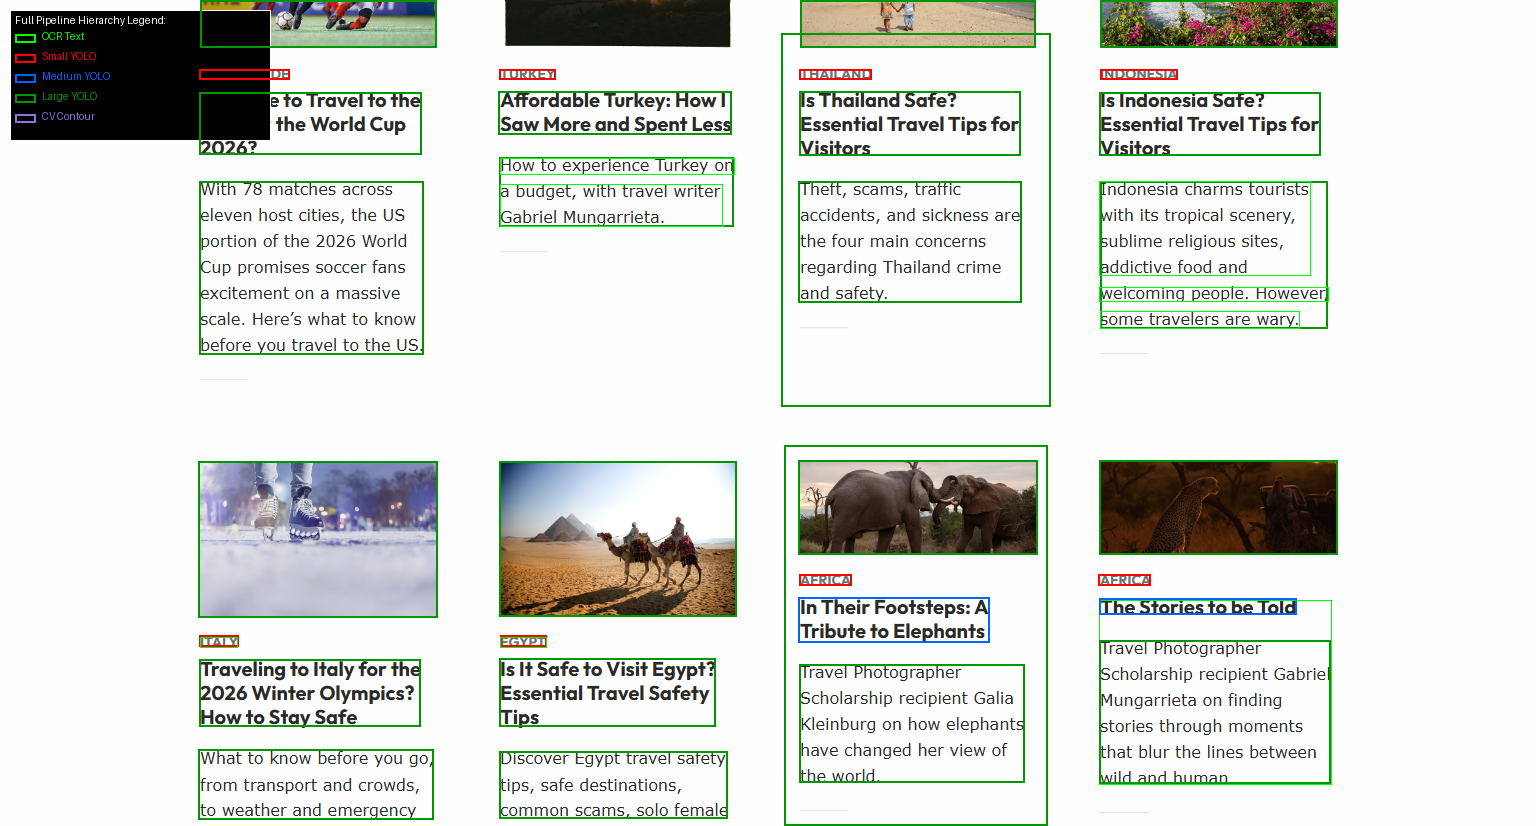 Full Pipeline Hierarchy Legend:
OCR Text
Small YOLO
Medium YOLO
Large YOLO
CV Contour
DE
e to Travel to the
the World Cup
2026?
With 78 matches across
eleven host cities, the US
portion of the 2026 World
Cup promises soccer fans
excitement on a massive
scale. Here’s what to know
before you travel to the US.
TURKEY
Affordable Turkey: How I
Saw More and Spent Less
How to experience Turkey on
a budget, with travel writer
Gabriel Mungarrieta.
THAILAND
Is Thailand Safe?
Essential Travel Tips for
Visitors
Theft, scams, traffic
accidents, and sickness are
the four main concerns
regarding Thailand crime
and safety.
INDONESIA
Is Indonesia Safe?
Essential Travel Tips for
Visitors
Indonesia charms tourists
with its tropical scenery,
sublime religious sites,
addictive food and
welcoming people. However,
some travelers are wary.
ITALY
Traveling to Italy for the
2026 Winter Olympics?
How to Stay Safe
What to know before you go,
from transport and crowds,
to weather and emergency
EGYPT
Is It Safe to Visit Egypt?
Essential Travel Safety
Tips
Discover Egypt travel safety
tips, safe destinations,
common scams, solo female
AFRICA
In Their Footsteps: A
Tribute to Elephants
Travel Photographer
Scholarship recipient Galia
Kleinburg on how elephants
have changed her view of
the world.
AFRICA
The Stories to be Told
Travel Photographer
Scholarship recipient Gabriel
Mungarrieta on finding
stories through moments
that blur the lines between
wild and human